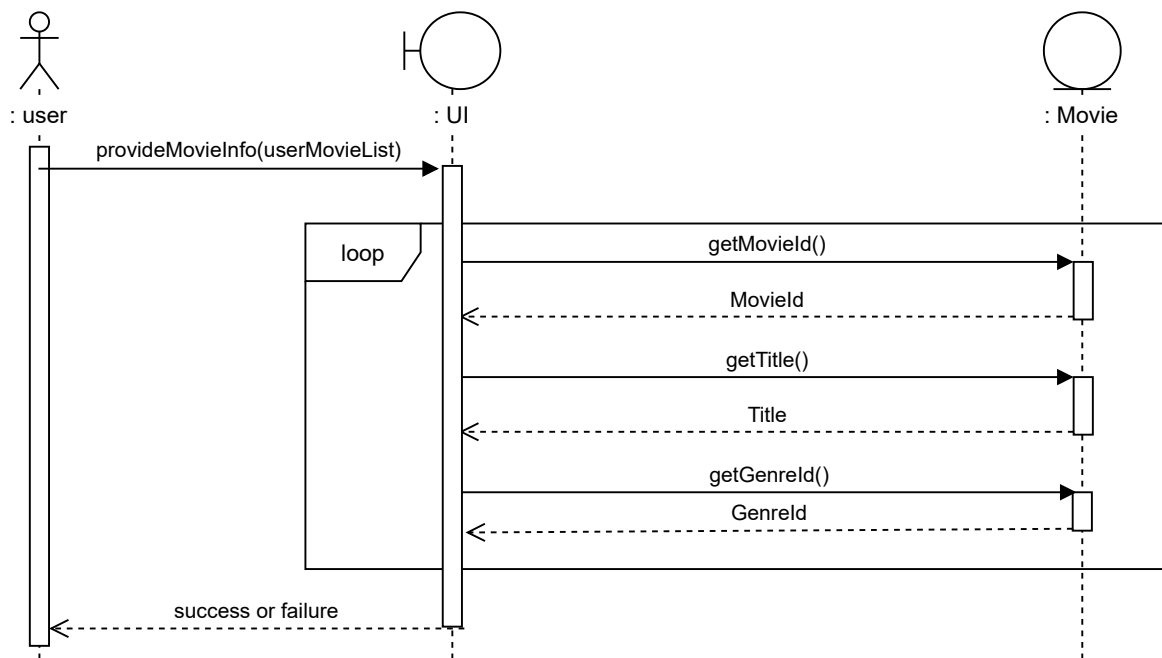 : user
: UI
: Movie
provideMovieInfo(userMovieList)
loop
getMovieId()
MovieId
getTitle()
Title
getGenreId()
GenreId
success or failure